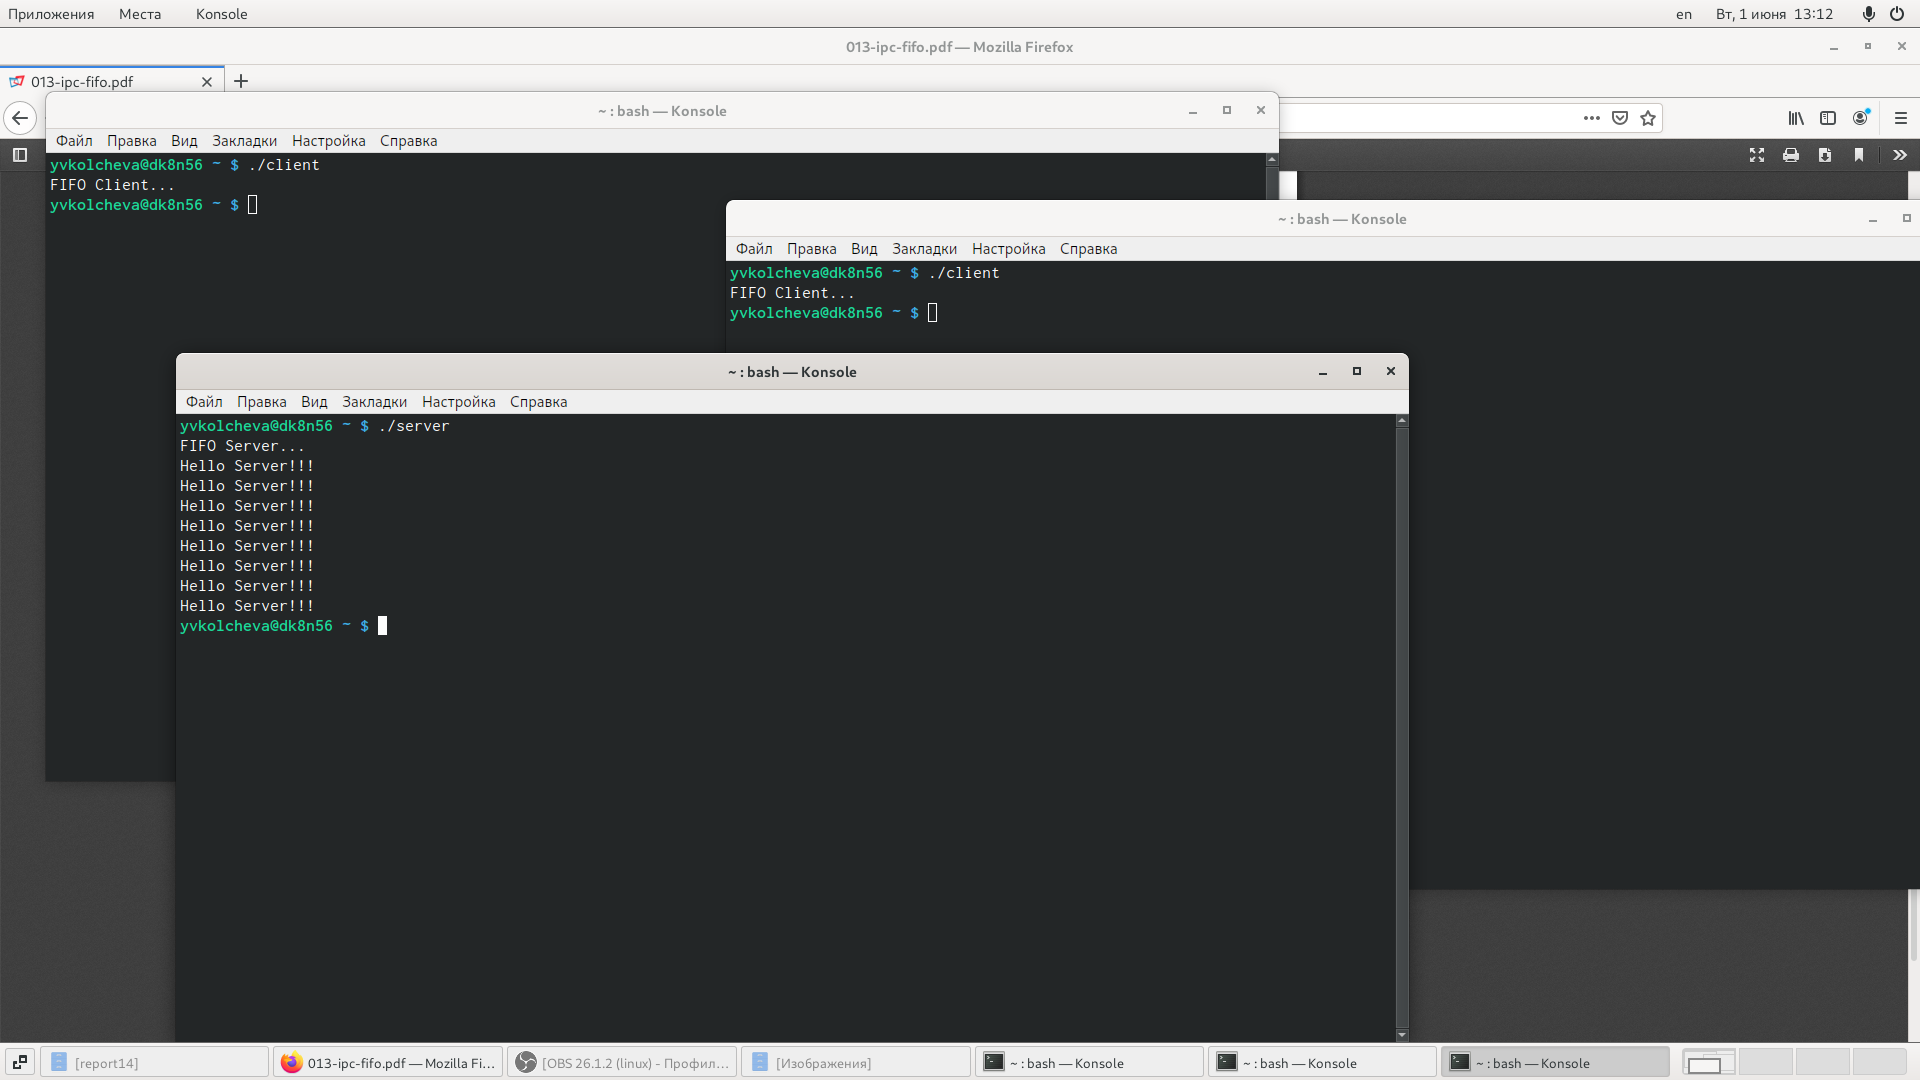 Приложения Места Konsole en Вт, 1 июня 13:12
013-ipc-fifo.pdf — Mozilla Firefox
013-ipc-fifo.pdf
~ : bash — Konsole
Файл Правка Вид Закладки Настройка Справка
yvkolcheva@dk8n56 ~ $ ./client
FIFO Client...
yvkolcheva@dk8n56 ~ $
~ : bash — Konsole
Файл Правка Вид Закладки Настройка Справка
yvkolcheva@dk8n56 ~ $ ./client
FIFO Client...
yvkolcheva@dk8n56 ~ $
~ : bash — Konsole
Файл Правка Вид Закладки Настройка Справка
yvkolcheva@dk8n56 ~ $ ./server
FIFO Server...
Hello Server!!!
Hello Server!!!
Hello Server!!!
Hello Server!!!
Hello Server!!!
Hello Server!!!
Hello Server!!!
Hello Server!!!
yvkolcheva@dk8n56 ~ $
[report14] 013-ipc-fifo.pdf — Mozilla Fi... [OBS 26.1.2 (linux) - Профил... [Изображения] ~ : bash — Konsole ~ : bash — Konsole ~ : bash — Konsole